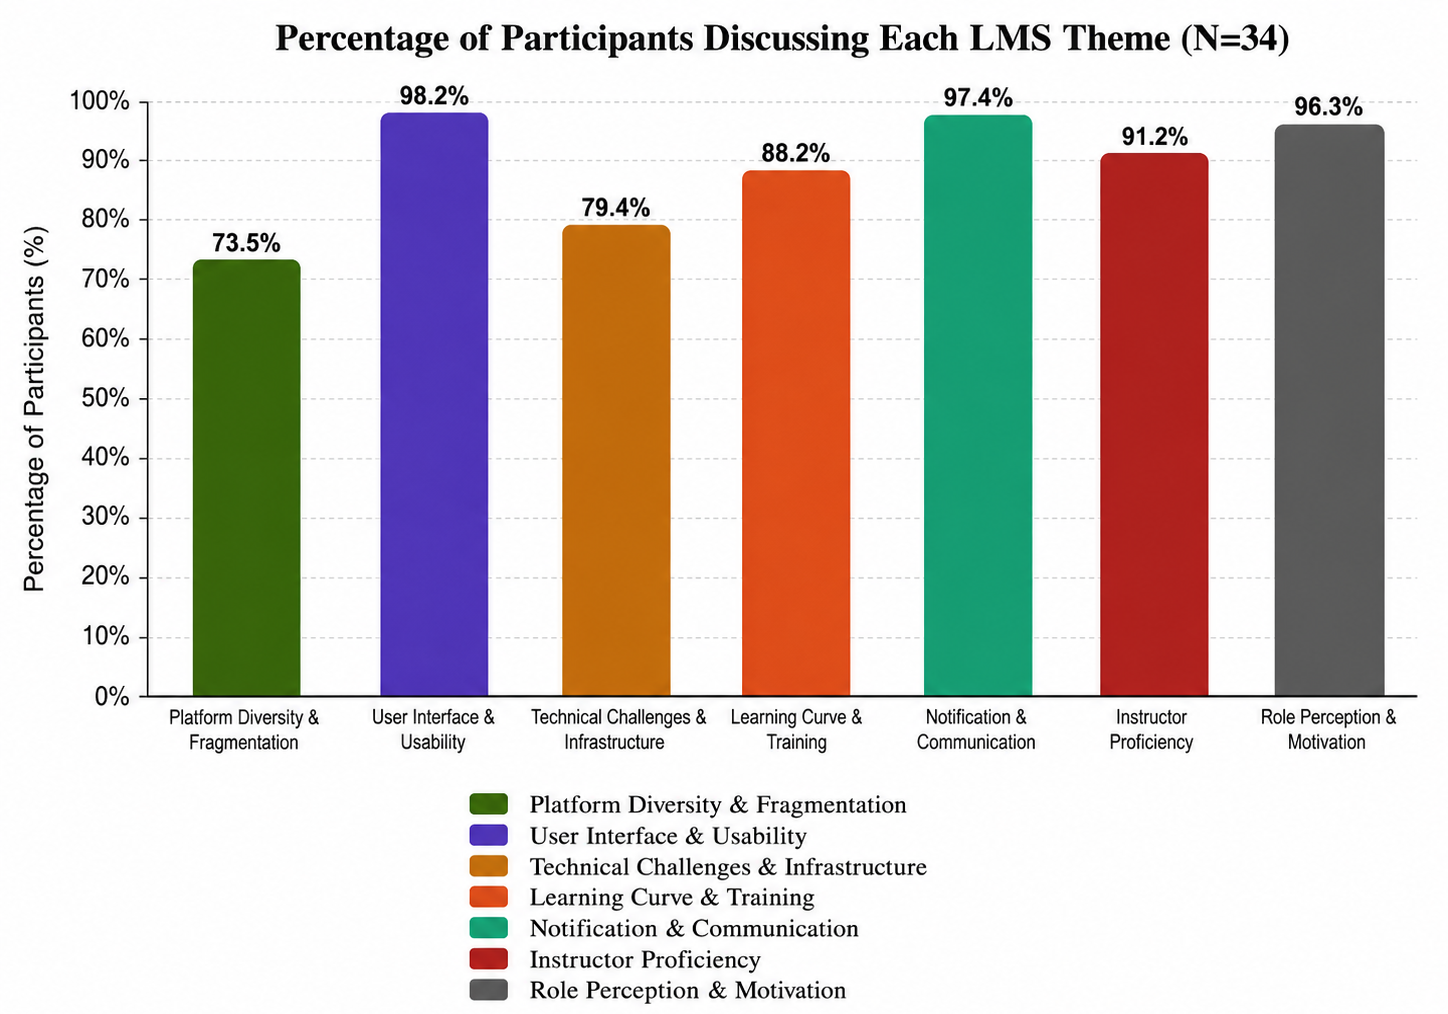 Percentage of Participants Discussing Each LMS Theme (N=34)
Percentage of Participants (%)
100%
90%
80%
70%
60%
50%
40%
30%
20%
10%
0%
73.5%
98.2%
79.4%
88.2%
97.4%
91.2%
96.3%
Platform Diversity &
Fragmentation
User Interface &
Usability
Technical Challenges &
Infrastructure
Learning Curve &
Training
Notification &
Communication
Instructor
Proficiency
Role Perception &
Motivation
Platform Diversity & Fragmentation
User Interface & Usability
Technical Challenges & Infrastructure
Learning Curve & Training
Notification & Communication
Instructor Proficiency
Role Perception & Motivation